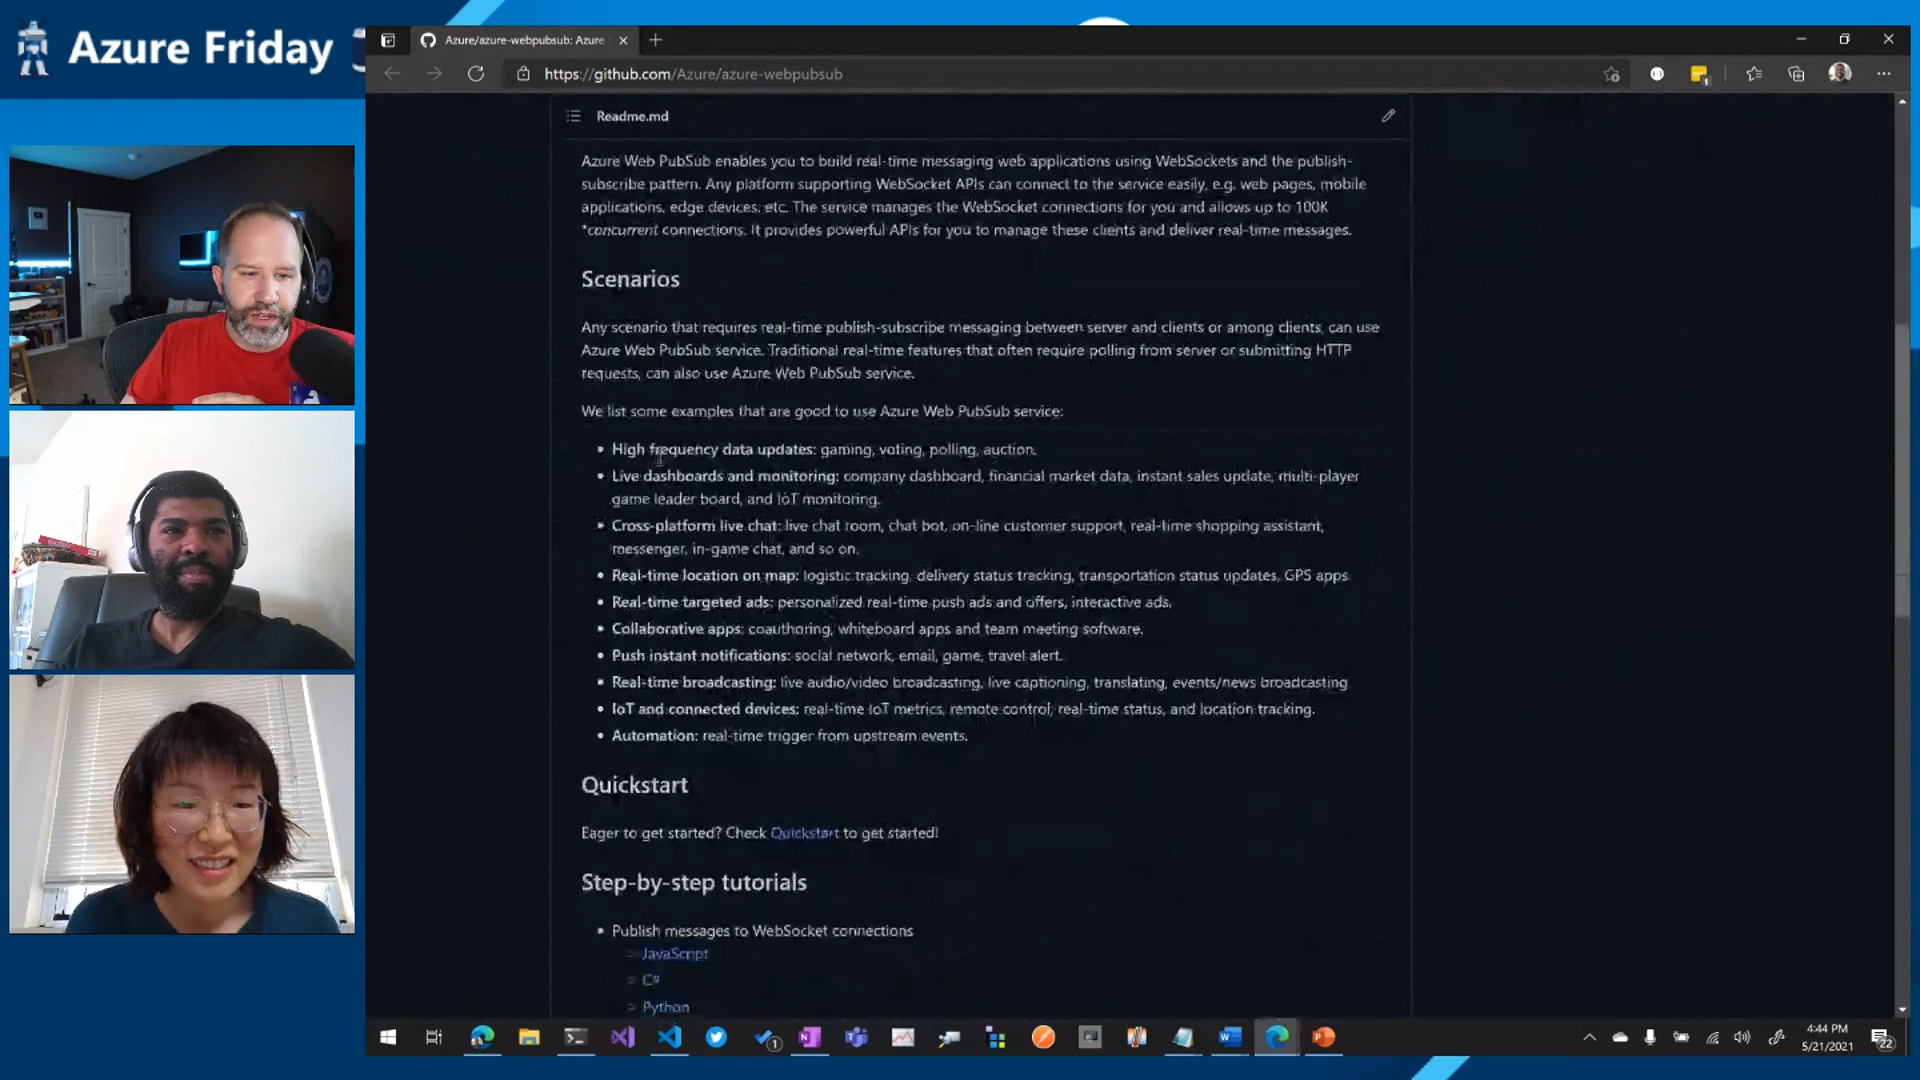 Azure Friday
Azure/azure-webpubsub: Azure
https://github.com/Azure/azure-webpubsub
Readme.md
Azure Web PubSub enables you to build real-time messaging web applications using WebSockets and the publish-
subscribe pattern. Any platform supporting WebSocket APIs can connect to the service easily, e.g. web pages, mobile
applications, edge devices, etc. The service manages the WebSocket connections for you and allows up to 100K
*concurrent connections. It provides powerful APIs for you to manage these clients and deliver real-time messages.
Scenarios
Any scenario that requires real-time publish-subscribe messaging between server and clients or among clients, can use
Azure Web PubSub service. Traditional real-time features that often require polling from server or submitting HTTP
requests, can also use Azure Web PubSub service.
We list some examples that are good to use Azure Web PubSub service:
• High frequency data updates: gaming, voting, polling, auction.
• Live dashboards and monitoring: company dashboard, financial market data, instant sales update, multi-player
game leader board, and IoT monitoring.
• Cross-platform live chat: live chat room, chat bot, on-line customer support, real-time shopping assistant,
messenger, in-game chat, and so on.
• Real-time location on map: logistic tracking, delivery status tracking, transportation status updates, GPS apps.
• Real-time targeted ads: personalized real-time push ads and offers, interactive ads.
• Collaborative apps: coauthoring, whiteboard apps and team meeting software.
• Push instant notifications: social network, email, game, travel alert.
• Real-time broadcasting: live audio/video broadcasting, live captioning, translating, events/news broadcasting.
• IoT and connected devices: real-time IoT metrics, remote control, real-time status, and location tracking.
• Automation: real-time trigger from upstream events.
Quickstart
Eager to get started? Check Quickstart to get started!
Step-by-step tutorials
• Publish messages to WebSocket connections
JavaScript
C#
Python
1
4:44 PM
5/21/2021
22